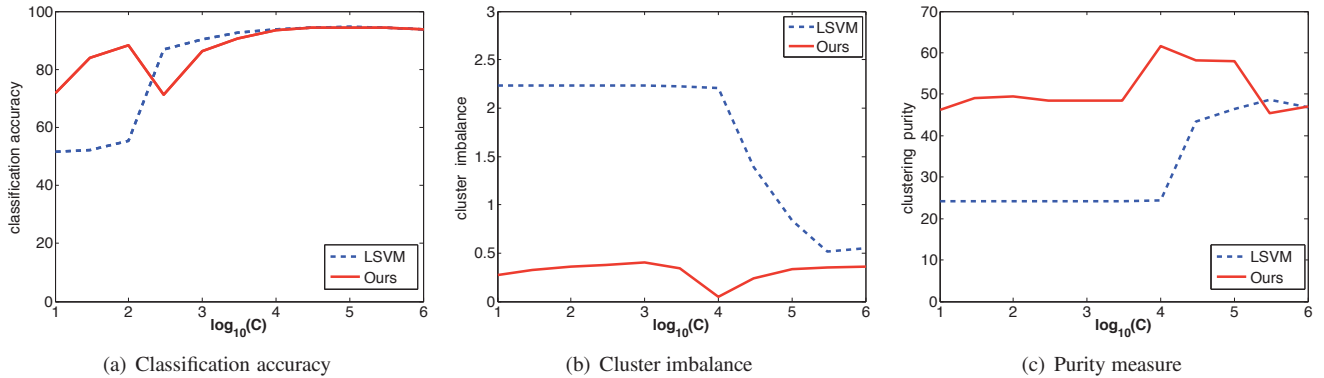 100
80
60
40
20
0
classification accuracy
1 2 3 4 5 6
log10(C)
LSVM
Ours
(a) Classification accuracy
3
2.5
2
1.5
1
0.5
0
cluster imbalance
1 2 3 4 5 6
log10(C)
LSVM
Ours
(b) Cluster imbalance
70
60
50
40
30
20
10
0
clustering purity
1 2 3 4 5 6
log10(C)
LSVM
Ours
(c) Purity measure